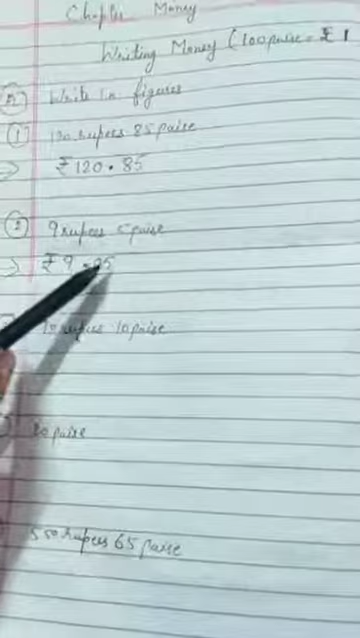 Chapter Money
Writing Money (100 paise = ₹ 1
Write in figures
① 120 rupees 85 paise
₹ 120.85
② 9 rupees 5 paise
₹ 9.05
10 rupees 10 paise
paise
550 rupees 65 paise